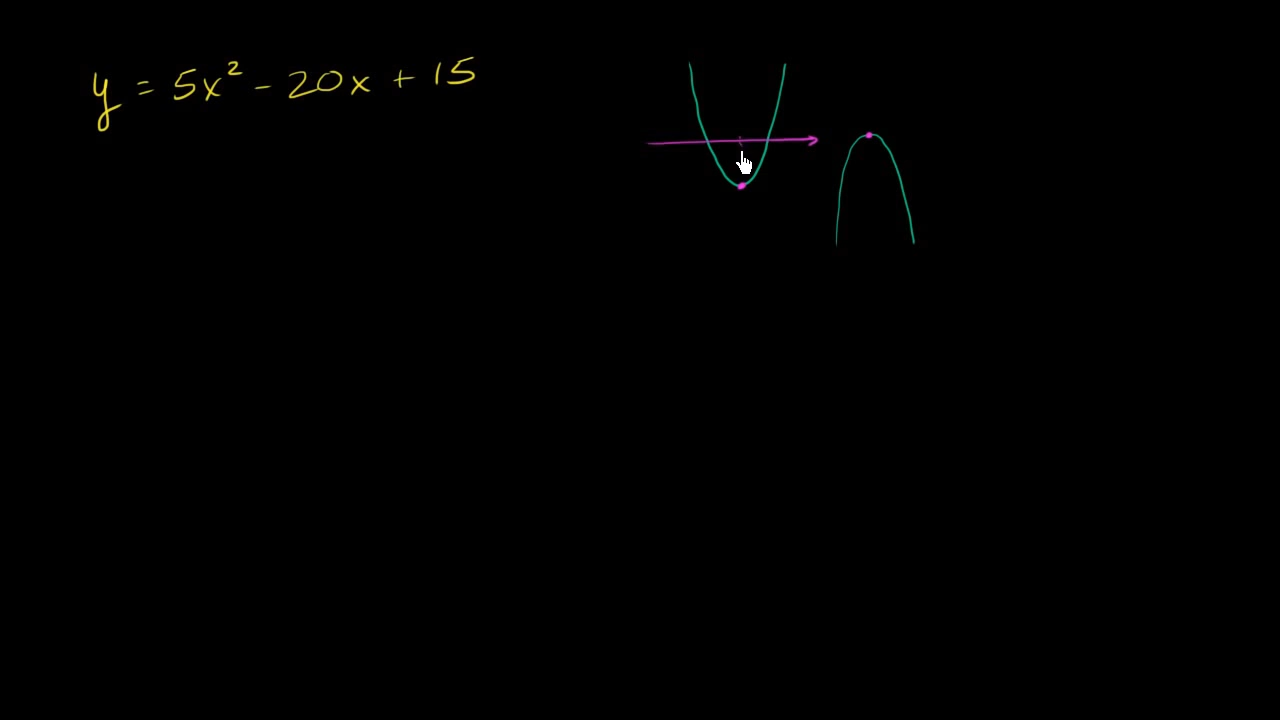 y = 5x² - 20x + 15